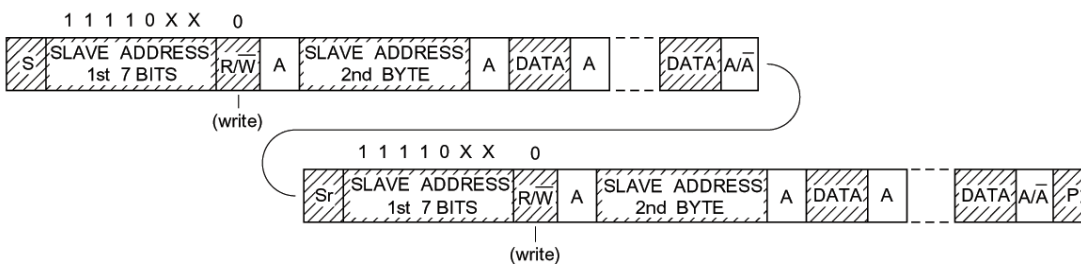 1 1 1 1 0 X X 0
S SLAVE ADDRESS 1st 7 BITS R/W̅ A SLAVE ADDRESS 2nd BYTE A DATA A DATA A/A̅
(write)
1 1 1 1 0 X X 0
Sr SLAVE ADDRESS 1st 7 BITS R/W̅ A SLAVE ADDRESS 2nd BYTE A DATA A DATA A/A̅ P
(write)